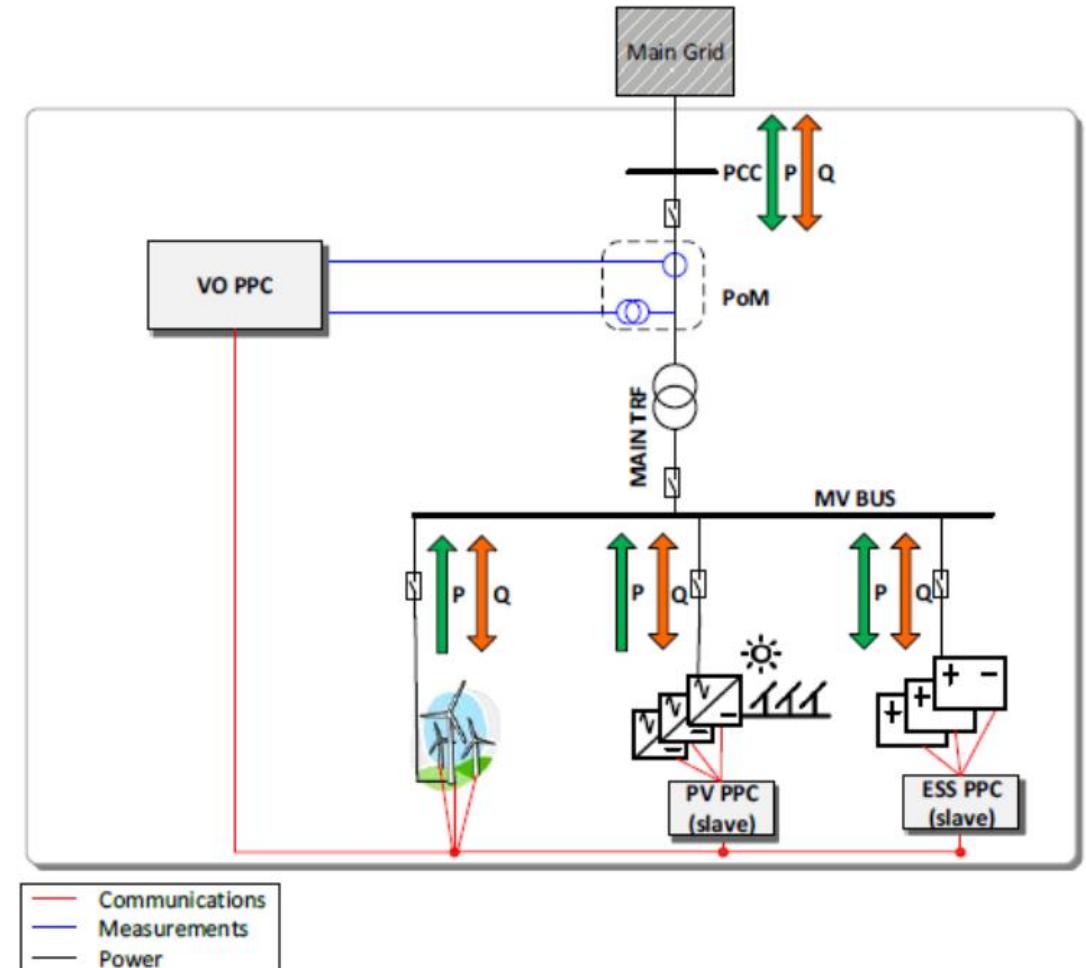 Main Grid
PCC
P
Q
VO PPC
PoM
MAIN TRF
MV BUS
P
Q
P
Q
P
Q
+ −
+
+
PV PPC
(slave)
ESS PPC
(slave)
Communications
Measurements
Power